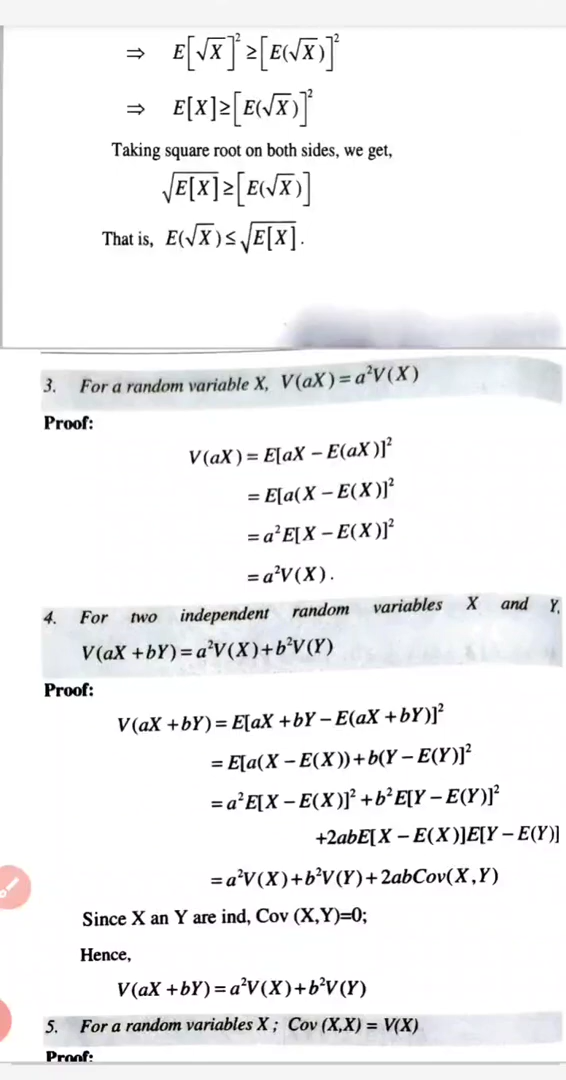 ⇒ E[√X]² ≥ [E(√X)]²
⇒ E[X] ≥ [E(√X)]²
Taking square root on both sides, we get,
√E[X] ≥ [E(√X)]
That is, E(√X) ≤ √E[X].
3. For a random variable X, V(aX) = a²V(X)
Proof:
V(aX) = E[aX – E(aX)]²
= E[a(X – E(X)]²
= a²E[X – E(X)]²
= a²V(X).
4. For two independent random variables X and Y,
V(aX + bY) = a²V(X) + b²V(Y)
Proof:
V(aX + bY) = E[aX + bY – E(aX + bY)]²
= E[a(X – E(X)) + b(Y – E(Y)]²
= a²E[X – E(X)]² + b²E[Y – E(Y)]²
+2abE[X – E(X)]E[Y – E(Y)]
= a²V(X) + b²V(Y) + 2abCov(X,Y)
Since X an Y are ind, Cov (X,Y)=0;
Hence,
V(aX + bY) = a²V(X) + b²V(Y)
5. For a random variables X ; Cov (X,X) = V(X)
Proof: